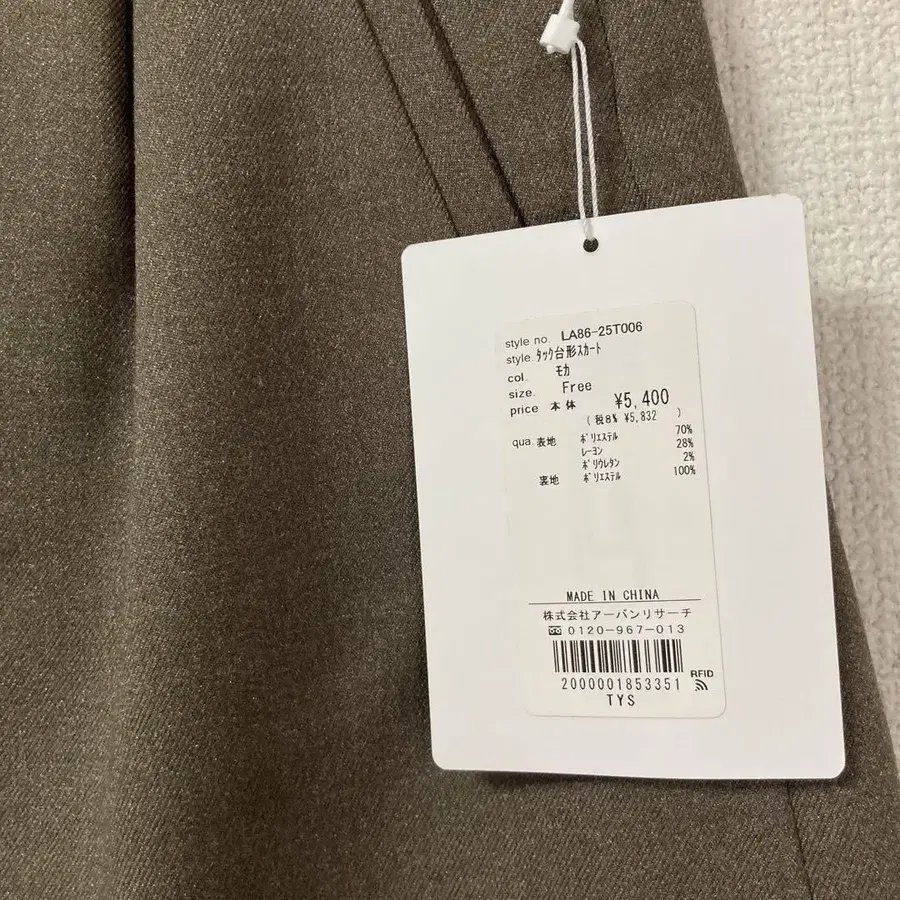 style no. LA86-25T006
style. ﾀｯｸ台形ｽｶｰﾄ
col. ﾓｶ
size. Free
price 本体 ¥5,400
( 税8% ¥5,832 )
qua. 表地 ﾎﾟﾘｴｽﾃﾙ 70%
ﾚｰﾖﾝ 28%
ﾎﾟﾘｳﾚﾀﾝ 2%
裏地 ﾎﾟﾘｴｽﾃﾙ 100%
MADE IN CHINA
株式会社アーバンリサーチ
0120-967-013
RFID
2000001853351
TYS